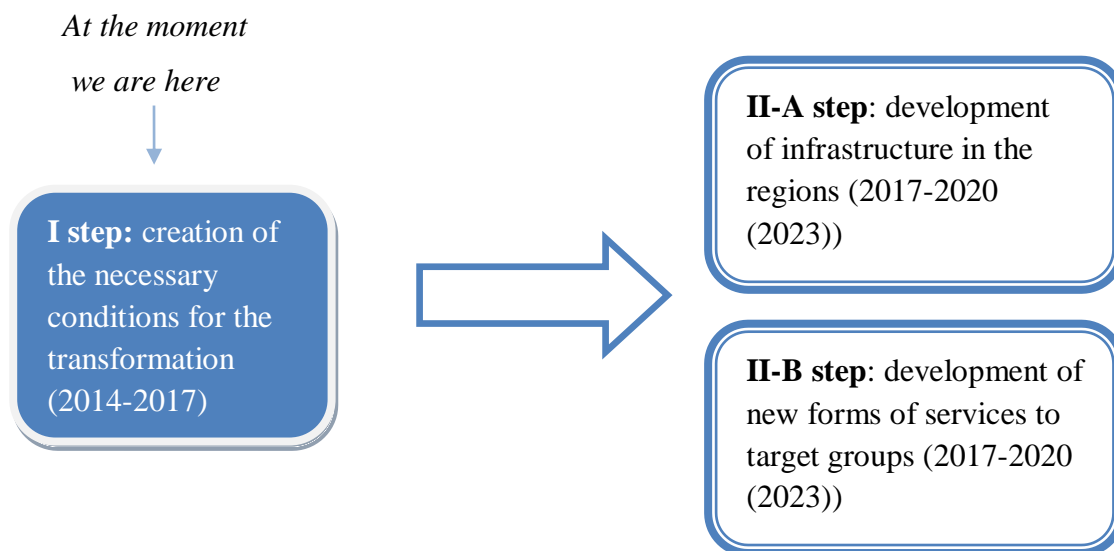 At the moment
we are here
I step: creation of
the necessary
conditions for the
transformation
(2014-2017)
II-A step: development
of infrastructure in the
regions (2017-2020
(2023))
II-B step: development of
new forms of services to
target groups (2017-2020
(2023))